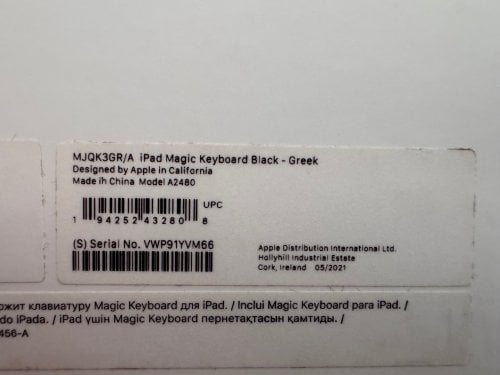 MJQK3GR/A iPad Magic Keyboard Black - Greek
Designed by Apple in California
Made in China Model A2480
UPC
1 94252 43280 8
(S) Serial No. VWP91YVM66
Apple Distribution International Ltd.
Hollyhill Industrial Estate
Cork, Ireland 05/2021
ожит клавиатуру Magic Keyboard для iPad. / Inclui Magic Keyboard para iPad. /
do iPada. / iPad үшін Magic Keyboard пернетақтасын қамтиды. /
456-A